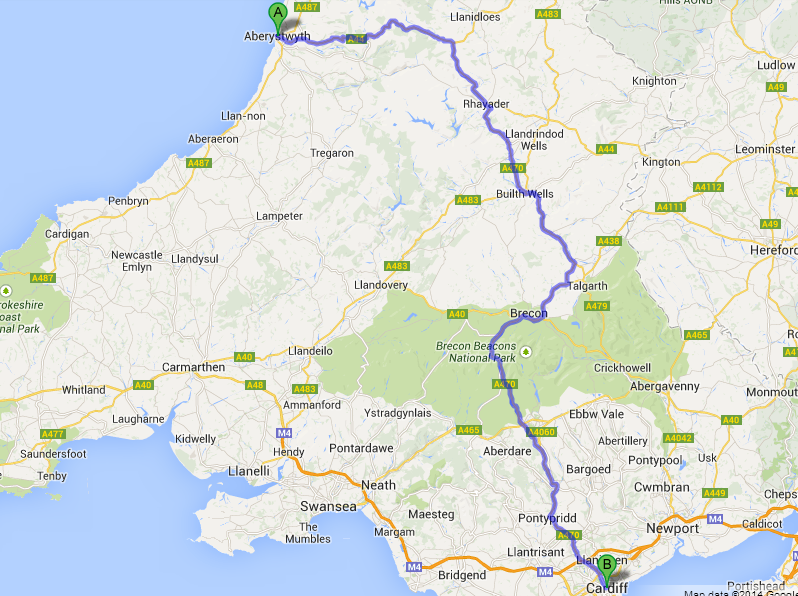 A487
Hills AONB
Llanidloes
A483
A
Aberystwyth
Ludlow
Knighton
A49
Rhayader
Llan-non
Llandrindod
Wells
Aberaeron
A487
Tregaron
A44
Leominster
Kington
A470
Builth Wells
A4112
Penbryn
A483
A4111
Lampeter
A49
Cardigan
A438
Hereford
Newcastle
Emlyn
Llandysul
A483
A487
Llandovery
Talgarth
A479
A40
Brecon
A465
Llandeilo
Brecon Beacons
National Park
A40
Carmarthen
Crickhowell
A40
A48
A483
A470
Abergavenny
Whitland
Ammanford
Ystradgynlais
Ebbw Vale
A40
Laugharne
A477
Kidwelly
M4
A465
A4060
Abertillery
A4042
Saundersfoot
Hendy
Pontardawe
Aberdare
Pontypool
Usk
Tenby
Llanelli
Bargoed
Neath
Cwmbran
A449
Swansea
Maesteg
Pontypridd
Newport
M4
Caldicot
The
Mumbles
Margam
A470
Llantrisant
M4
Bridgend
M4
B
Cardiff
Portishead
Map data ©2014 Google